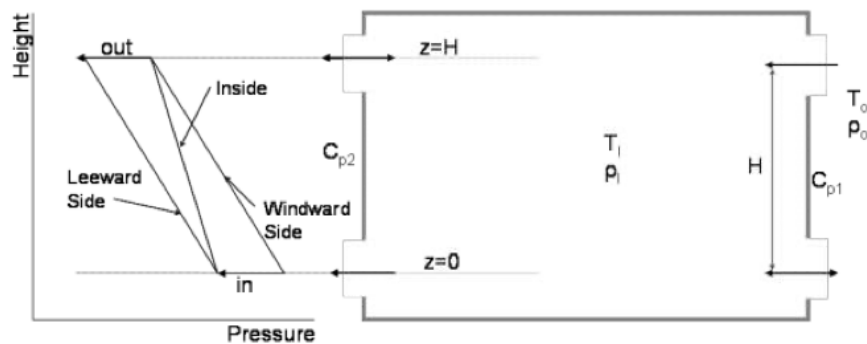 Height
out
Inside
Leeward
Side
Windward
Side
in
Pressure
z=H
Cp2
TI
ρI
z=0
H
To
ρo
Cp1